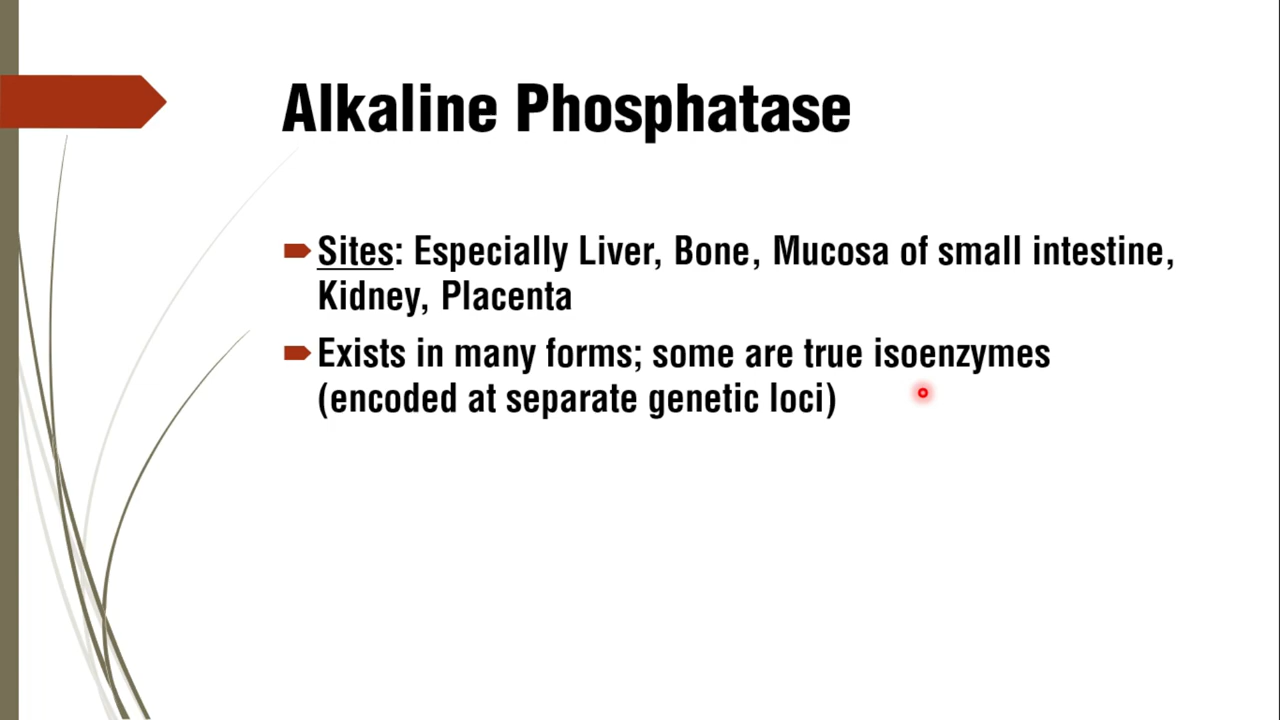 Alkaline Phosphatase
Sites: Especially Liver, Bone, Mucosa of small intestine,
Kidney, Placenta
Exists in many forms; some are true isoenzymes
(encoded at separate genetic loci)